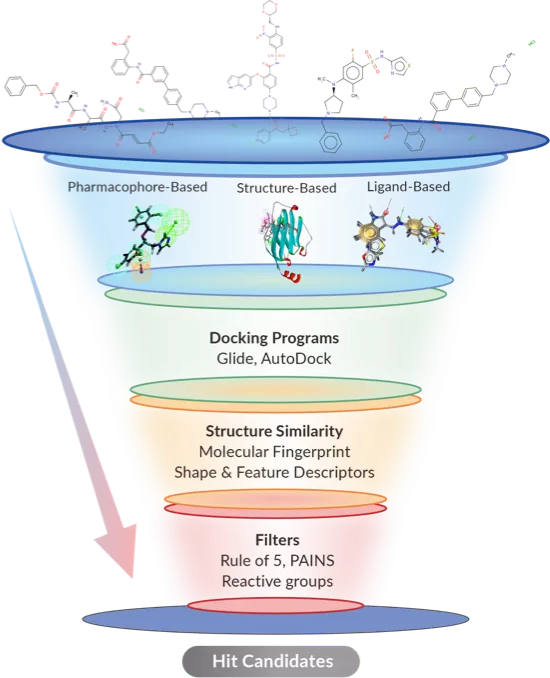 Pharmacophore-Based
Structure-Based
Ligand-Based
Docking Programs
Glide, AutoDock
Structure Similarity
Molecular Fingerprint
Shape & Feature Descriptors
Filters
Rule of 5, PAINS
Reactive groups
Hit Candidates